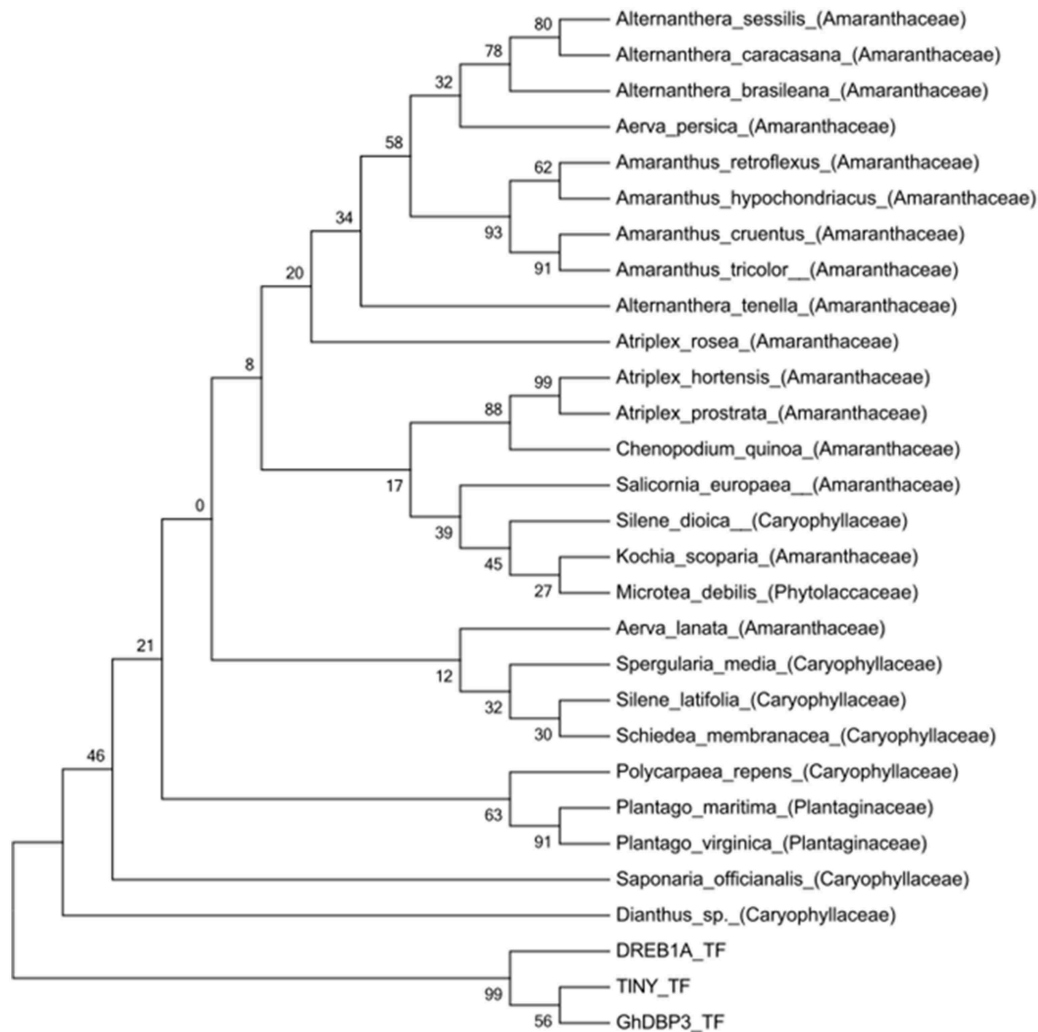 80
Alternanthera_sessilis_(Amaranthaceae)
78
Alternanthera_caracasana_(Amaranthaceae)
32
Alternanthera_brasileana_(Amaranthaceae)
Aerva_persica_(Amaranthaceae)
58
62
Amaranthus_retroflexus_(Amaranthaceae)
Amaranthus_hypochondriacus_(Amaranthaceae)
34
93
Amaranthus_cruentus_(Amaranthaceae)
91
Amaranthus_tricolor__(Amaranthaceae)
20
Alternanthera_tenella_(Amaranthaceae)
Atriplex_rosea_(Amaranthaceae)
8
99
Atriplex_hortensis_(Amaranthaceae)
88
Atriplex_prostrata_(Amaranthaceae)
Chenopodium_quinoa_(Amaranthaceae)
17
Salicornia_europaea__(Amaranthaceae)
0
39
Silene_dioica__(Caryophyllaceae)
45
Kochia_scoparia_(Amaranthaceae)
27
Microtea_debilis_(Phytolaccaceae)
Aerva_lanata_(Amaranthaceae)
21
12
Spergularia_media_(Caryophyllaceae)
32
Silene_latifolia_(Caryophyllaceae)
30
Schiedea_membranacea_(Caryophyllaceae)
46
Polycarpaea_repens_(Caryophyllaceae)
63
Plantago_maritima_(Plantaginaceae)
91
Plantago_virginica_(Plantaginaceae)
Saponaria_officianalis_(Caryophyllaceae)
Dianthus_sp._(Caryophyllaceae)
DREB1A_TF
99
TINY_TF
56
GhDBP3_TF